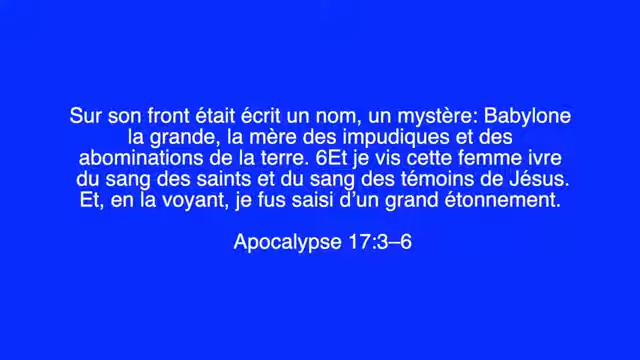 Sur son front était écrit un nom, un mystère: Babylone
la grande, la mère des impudiques et des
abominations de la terre. 6Et je vis cette femme ivre
du sang des saints et du sang des témoins de Jésus.
Et, en la voyant, je fus saisi d’un grand étonnement.
Apocalypse 17:3–6